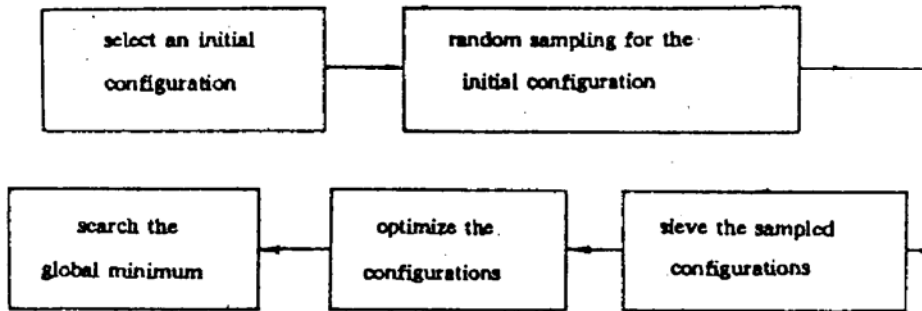 select an initial
configuration
random sampling for the
initial configuration
sieve the sampled
configurations
optimize the
configurations
search the
global minimum